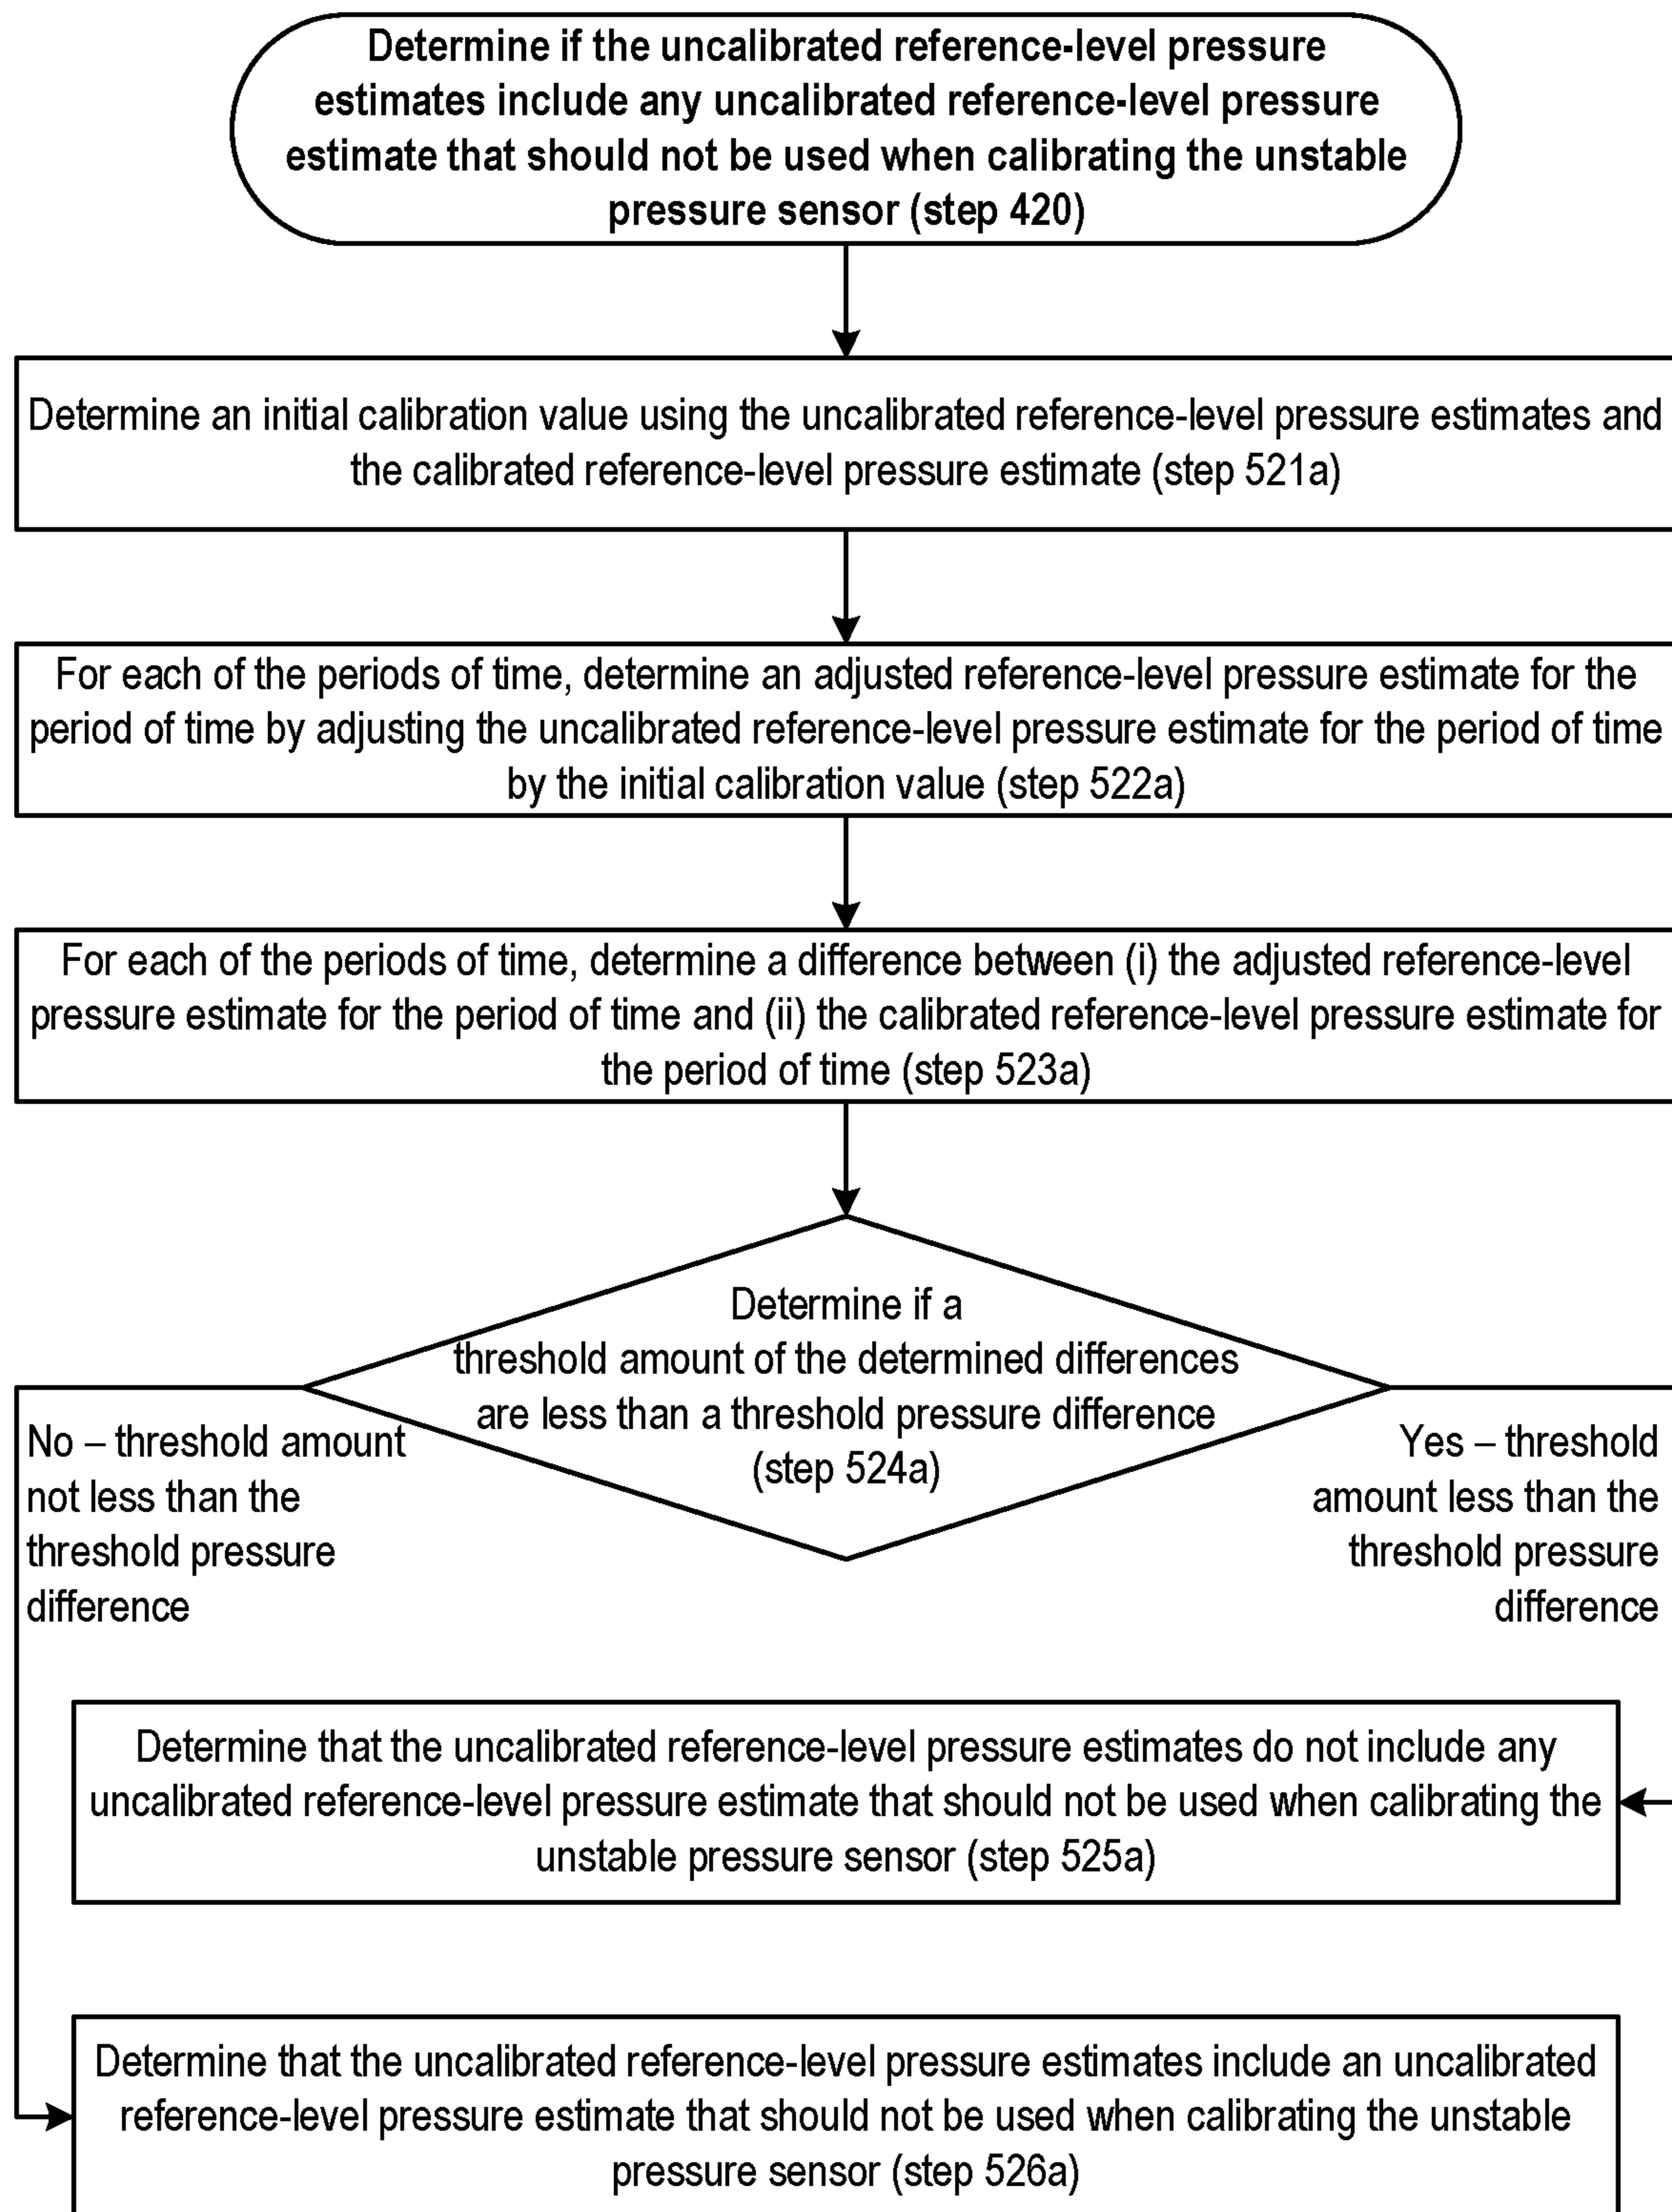 Determine if the uncalibrated reference-level pressure
estimates include any uncalibrated reference-level pressure
estimate that should not be used when calibrating the unstable
pressure sensor (step 420)
Determine an initial calibration value using the uncalibrated reference-level pressure estimates and
the calibrated reference-level pressure estimate (step 521a)
For each of the periods of time, determine an adjusted reference-level pressure estimate for the
period of time by adjusting the uncalibrated reference-level pressure estimate for the period of time
by the initial calibration value (step 522a)
For each of the periods of time, determine a difference between (i) the adjusted reference-level
pressure estimate for the period of time and (ii) the calibrated reference-level pressure estimate for
the period of time (step 523a)
Determine if a
threshold amount of the determined differences
are less than a threshold pressure difference
(step 524a)
No – threshold amount
not less than the
threshold pressure
difference
Yes – threshold
amount less than the
threshold pressure
difference
Determine that the uncalibrated reference-level pressure estimates do not include any
uncalibrated reference-level pressure estimate that should not be used when calibrating the
unstable pressure sensor (step 525a)
Determine that the uncalibrated reference-level pressure estimates include an uncalibrated
reference-level pressure estimate that should not be used when calibrating the unstable
pressure sensor (step 526a)